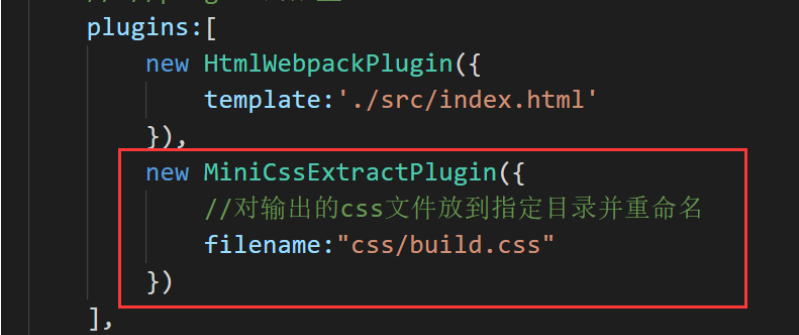 plugins:[
new HtmlWebpackPlugin({
template:'./src/index.html'
}),
new MiniCssExtractPlugin({
//对输出的css文件放到指定目录并重命名
filename:"css/build.css"
})
],